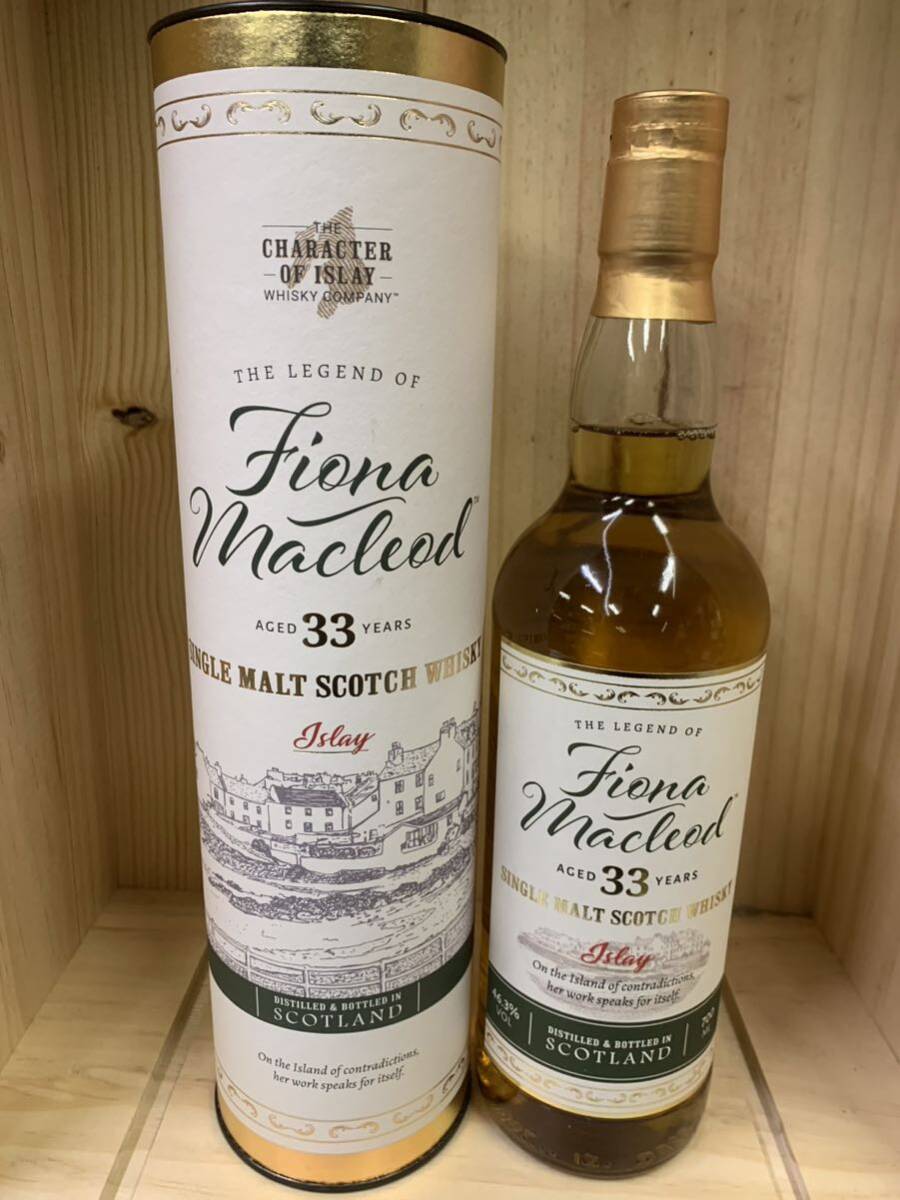 THE
CHARACTER
OF ISLAY
WHISKY COMPANY™
THE LEGEND OF
Fiona
Macleod™
AGED 33 YEARS
SINGLE MALT SCOTCH WHISKY
Islay
DISTILLED & BOTTLED IN
SCOTLAND
On the Island of contradictions,
her work speaks for itself.
THE LEGEND OF
Fiona
Macleod™
AGED 33 YEARS
SINGLE MALT SCOTCH WHISKY
Islay
On the Island of contradictions,
her work speaks for itself.
46.3%
VOL
DISTILLED & BOTTLED IN
SCOTLAND
700